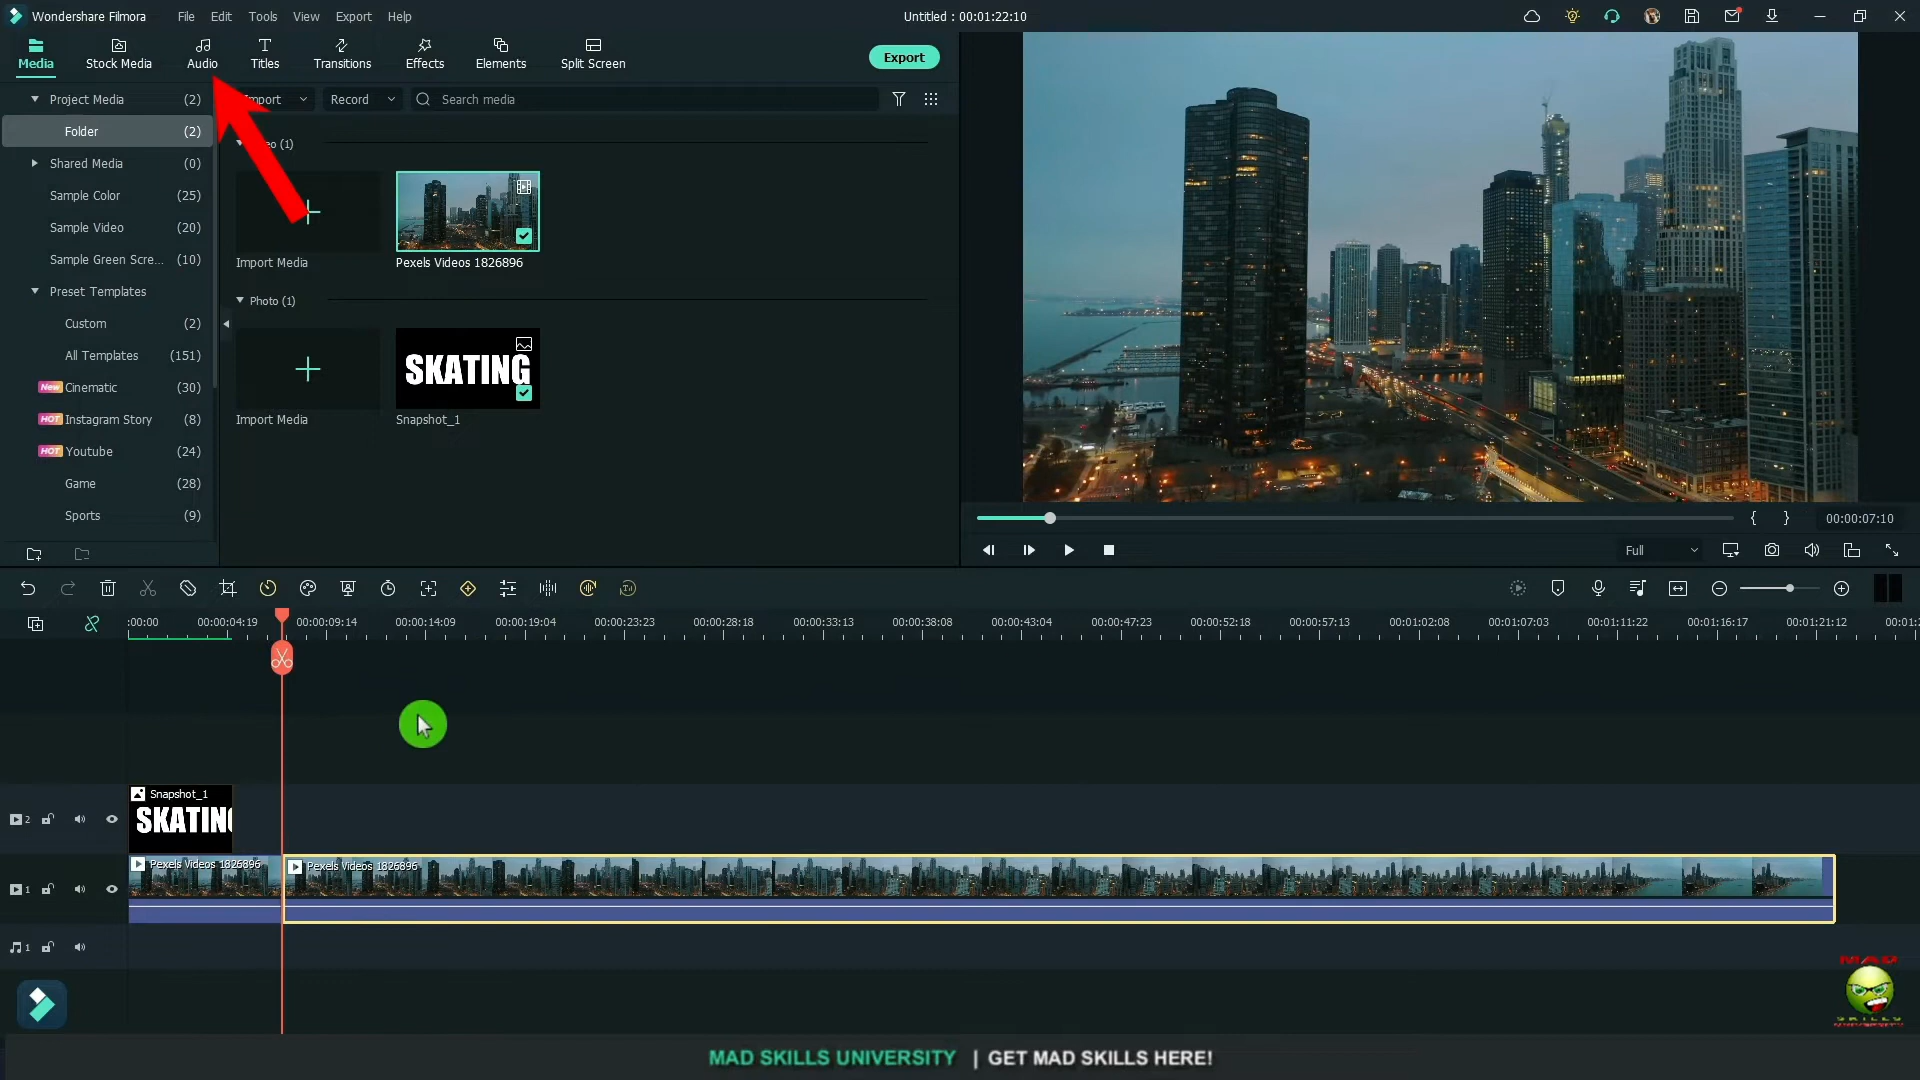 Wondershare Filmora
File Edit Tools View Export Help
Untitled : 00:01:22:10
Media Stock Media Audio Titles Transitions Effects Elements Split Screen
Export
Project Media (2)
Folder (2)
Shared Media (0)
Sample Color (25)
Sample Video (20)
Sample Green Scre... (10)
Preset Templates
Custom (2)
All Templates (151)
New Cinematic (30)
HOT Instagram Story (8)
HOT Youtube (24)
Game (28)
Sports (9)
Record
Search media
(1)
Import Media
Pexels Videos 1826896
Photo (1)
SKATING
Import Media
Snapshot_1
{ } 00:00:07:10
Full
:00:00 00:00:04:19 00:00:09:14 00:00:14:09 00:00:19:04 00:00:23:23 00:00:28:18 00:00:33:13 00:00:38:08 00:00:43:04 00:00:47:23 00:00:52:18 00:00:57:13 00:01:02:08 00:01:07:03 00:01:11:22 00:01:16:17 00:01:21:12
Snapshot_1
2
Pexels Videos 1826896
Pexels Videos 1826896
1
1
MAD
SKILLS
MAD SKILLS UNIVERSITY | GET MAD SKILLS HERE!